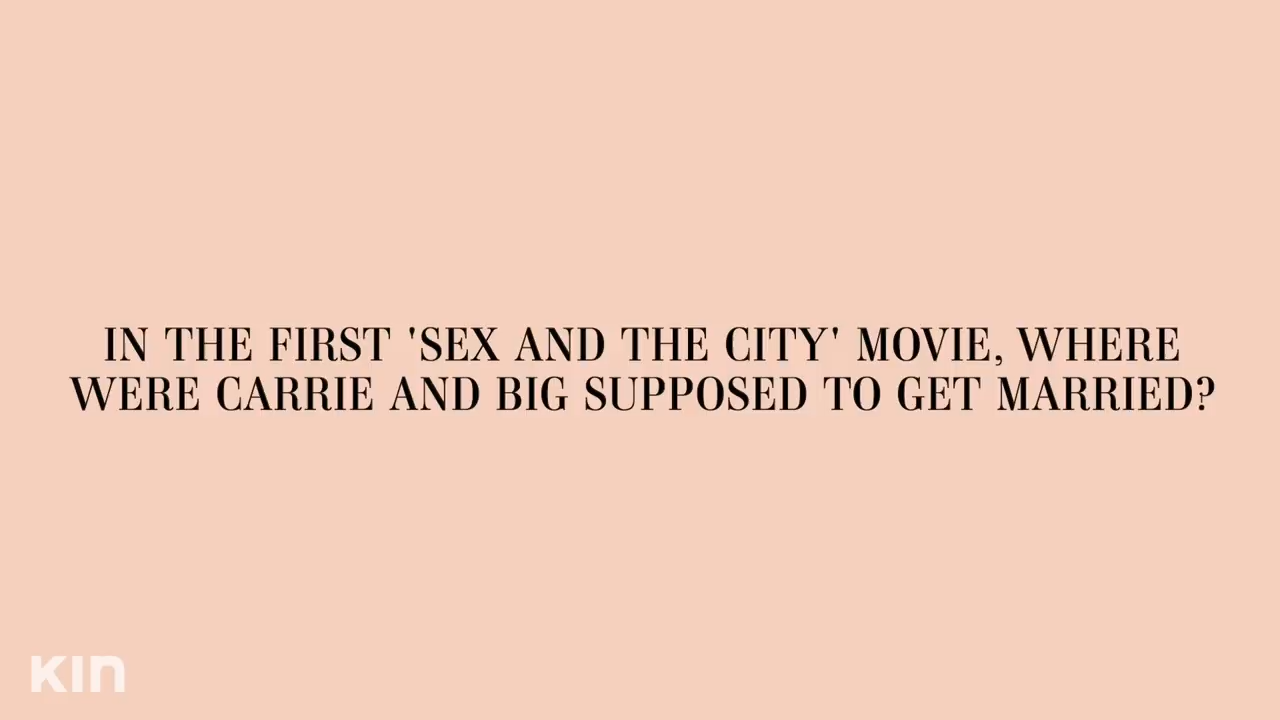 IN THE FIRST 'SEX AND THE CITY' MOVIE, WHERE
WERE CARRIE AND BIG SUPPOSED TO GET MARRIED?
KIN